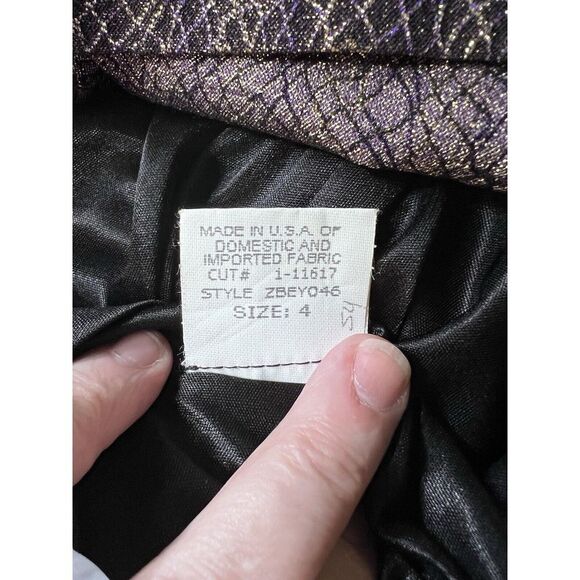 MADE IN U.S.A. OF
DOMESTIC AND
IMPORTED FABRIC
CUT# 1-11617
STYLE ZBEY046
SIZE: 4